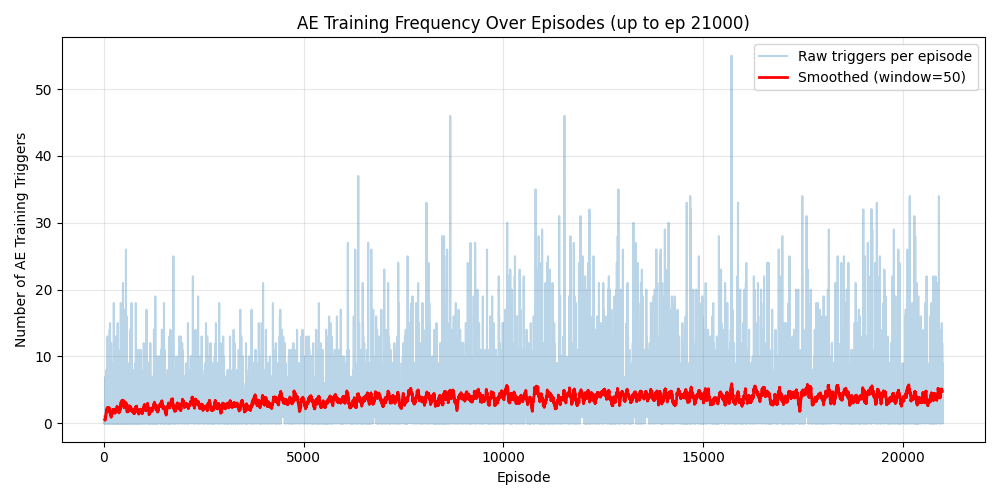 AE Training Frequency Over Episodes (up to ep 21000)
Raw triggers per episode
Smoothed (window=50)
Number of AE Training Triggers
50
40
30
20
10
0
0 5000 10000 15000 20000
Episode